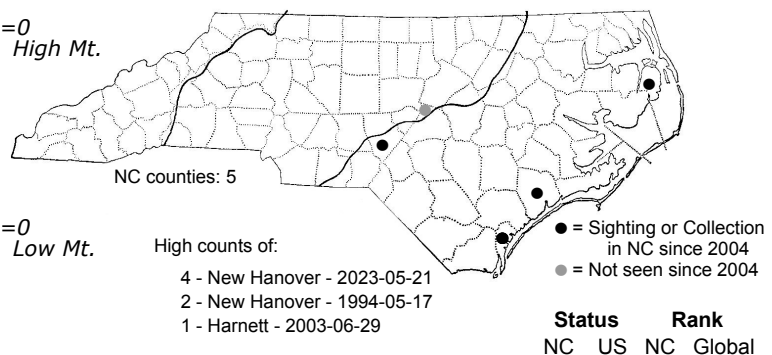 =0
High Mt.
NC counties: 5
=0
Low Mt.
High counts of:
4 - New Hanover - 2023-05-21
2 - New Hanover - 1994-05-17
1 - Harnett - 2003-06-29
● = Sighting or Collection
in NC since 2004
● = Not seen since 2004
Status Rank
NC US NC Global